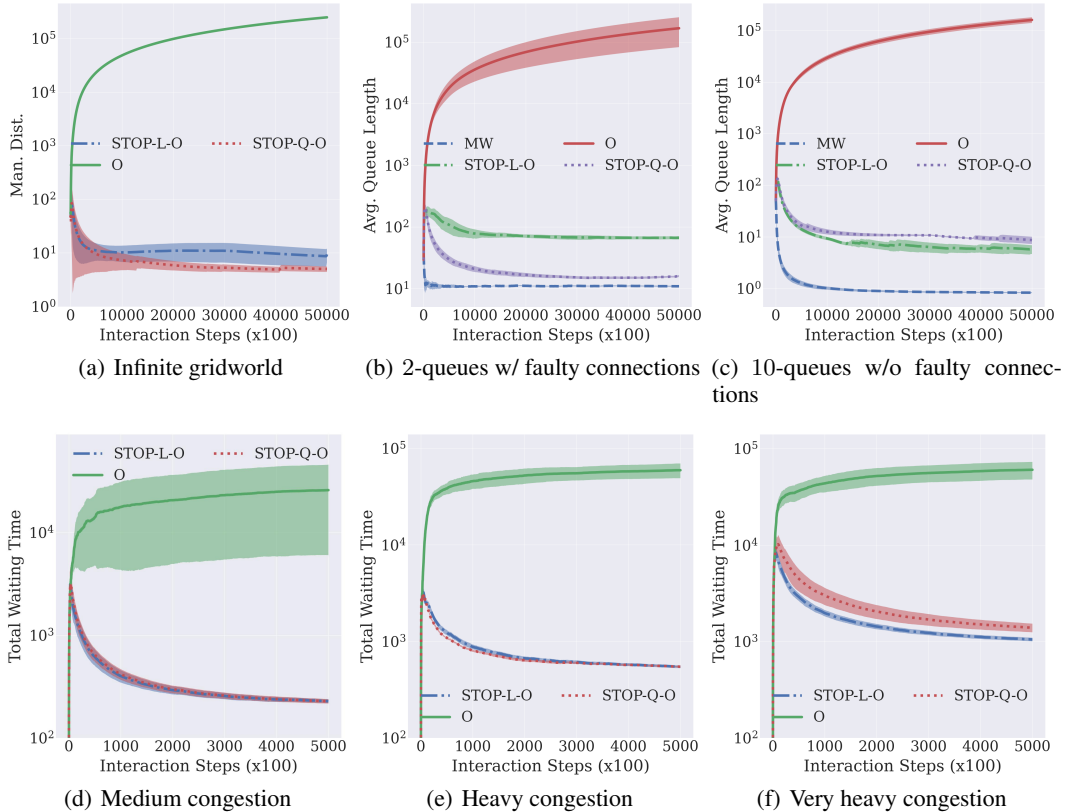 10^5
10^4
10^3
10^2
10^1
10^0
Man. Dist.
STOP-L-O
STOP-Q-O
O
0 10000 20000 30000 40000 50000
Interaction Steps (x100)
(a) Infinite gridworld
10^5
10^4
10^3
10^2
10^1
Avg. Queue Length
MW
O
STOP-L-O
STOP-Q-O
0 10000 20000 30000 40000 50000
Interaction Steps (x100)
(b) 2-queues w/ faulty connections
10^5
10^4
10^3
10^2
10^1
10^0
Avg. Queue Length
MW
O
STOP-L-O
STOP-Q-O
0 10000 20000 30000 40000 50000
Interaction Steps (x100)
(c) 10-queues w/o faulty connec-
tions
10^4
10^3
10^2
Total Waiting Time
STOP-L-O
STOP-Q-O
O
0 1000 2000 3000 4000 5000
Interaction Steps (x100)
(d) Medium congestion
10^5
10^4
10^3
10^2
Total Waiting Time
STOP-L-O
STOP-Q-O
O
0 1000 2000 3000 4000 5000
Interaction Steps (x100)
(e) Heavy congestion
10^5
10^4
10^3
10^2
Total Waiting Time
STOP-L-O
STOP-Q-O
O
0 1000 2000 3000 4000 5000
Interaction Steps (x100)
(f) Very heavy congestion